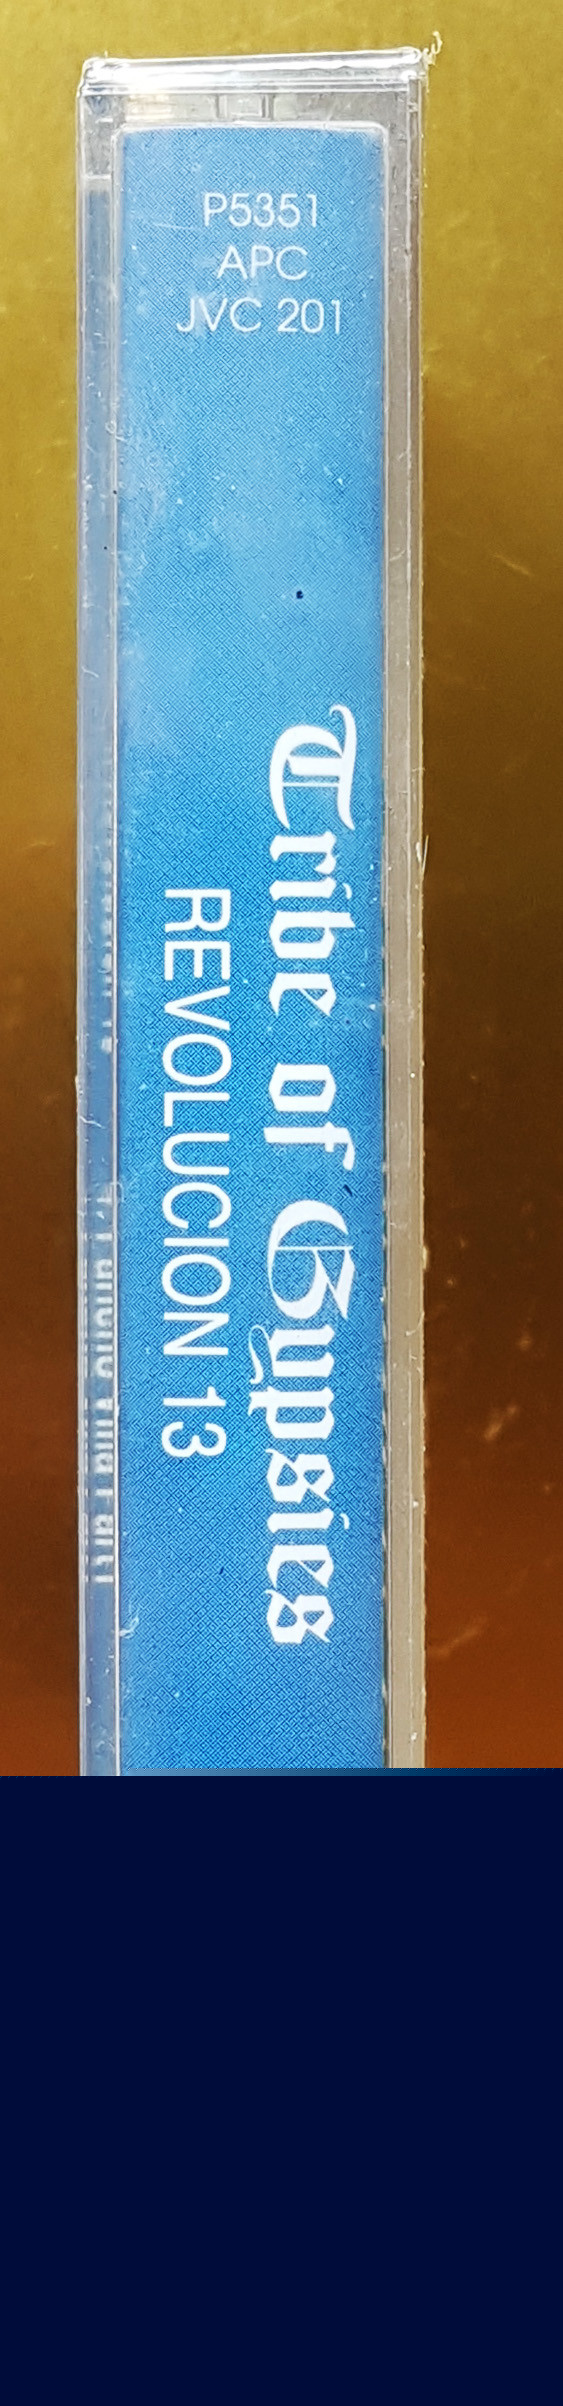 P5351
APC
JVC 201
Tribe of Gypsies
REVOLUCION 13